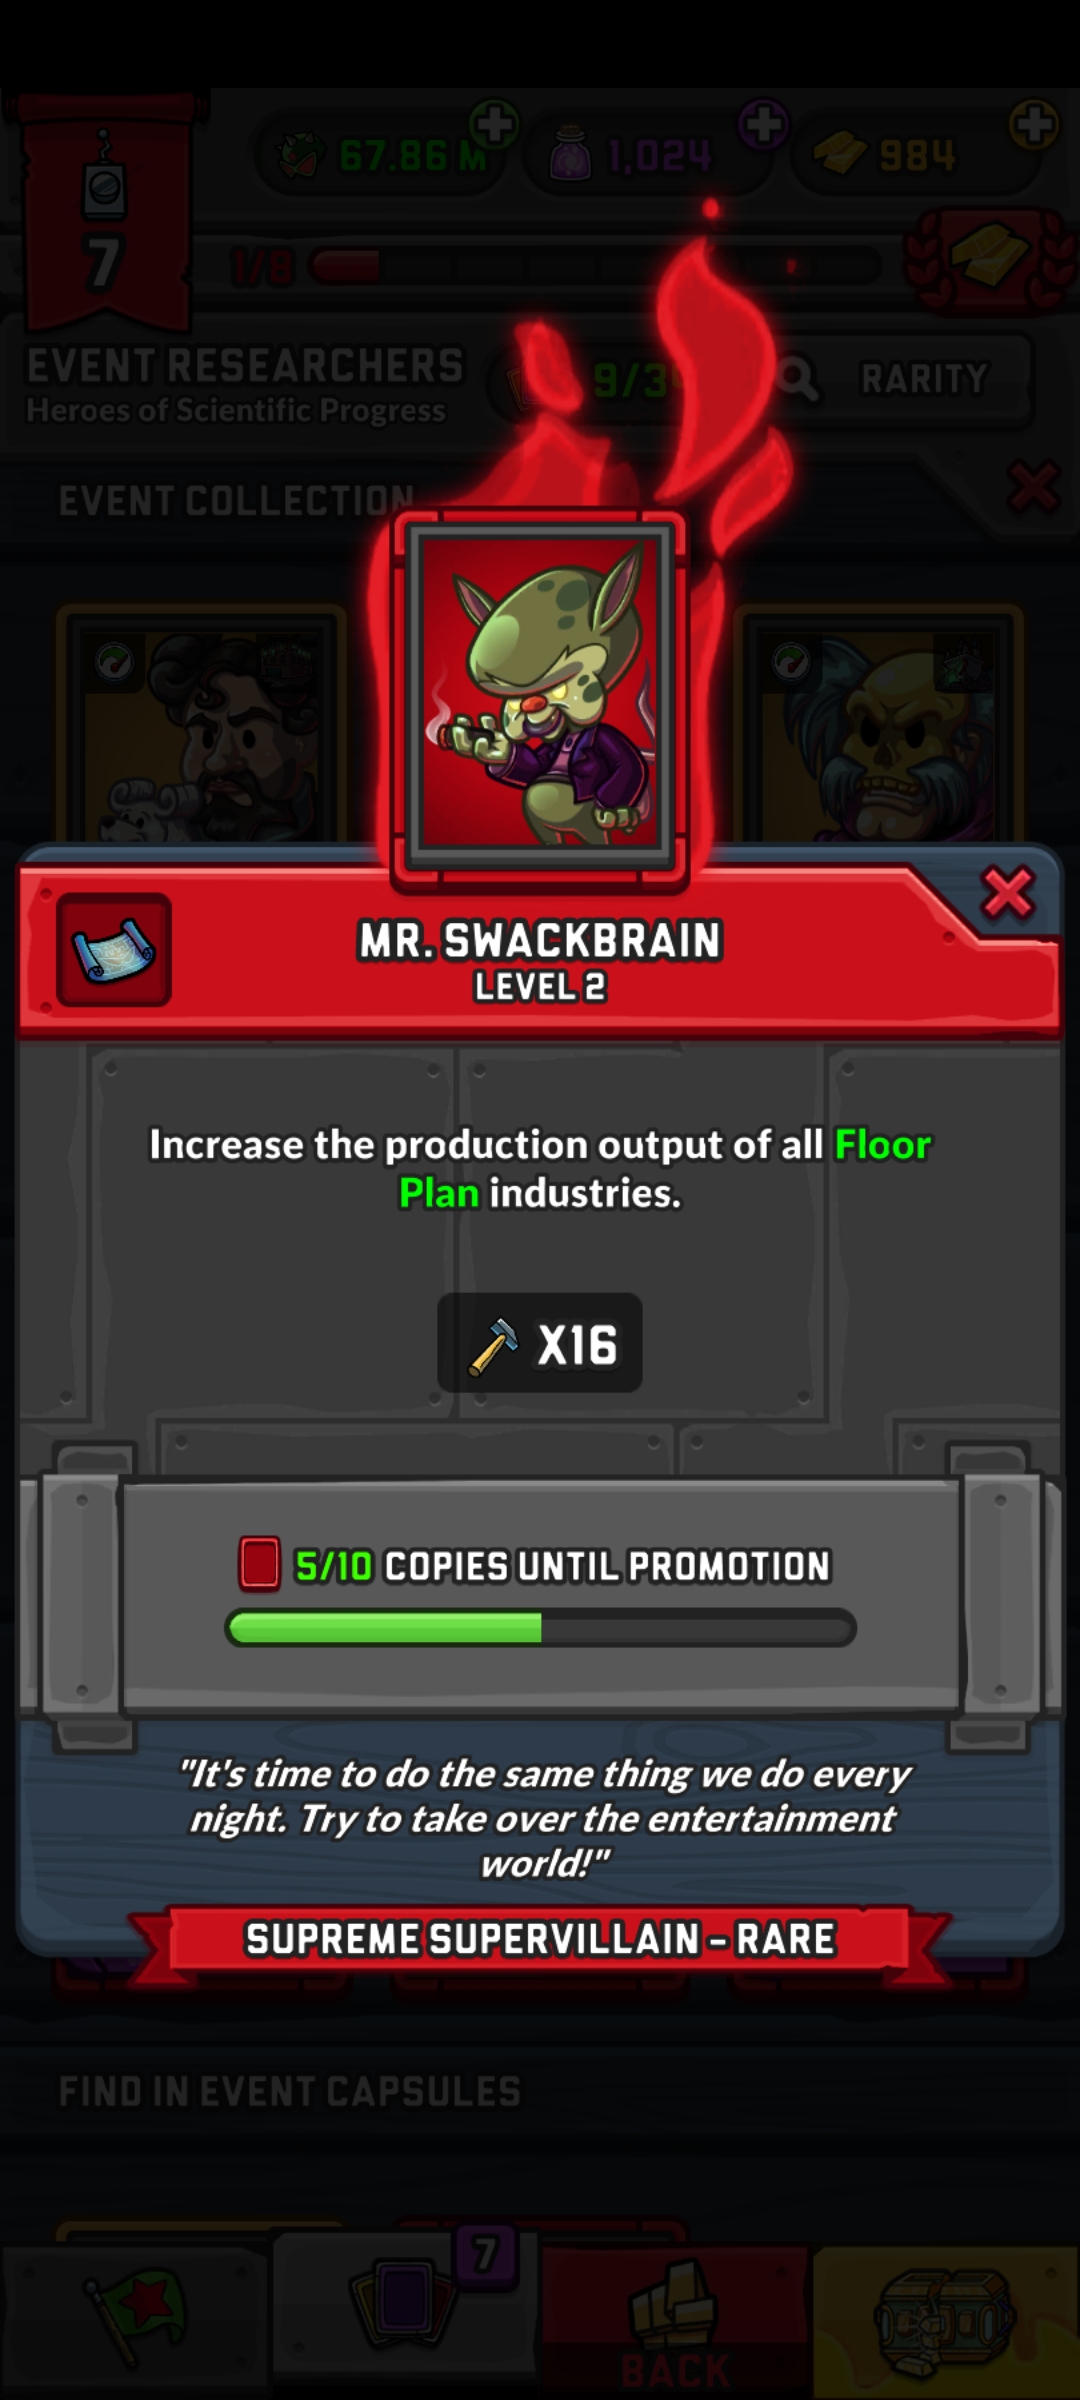 67.86 M
1,024
984
7
1/8
EVENT RESEARCHERS
Heroes of Scientific Progress
RARITY
EVENT COLLECTION
MR. SWACKBRAIN
LEVEL 2
Increase the production output of all Floor
Plan industries.
X16
5/10 COPIES UNTIL PROMOTION
"It's time to do the same thing we do every
night. Try to take over the entertainment
world!"
SUPREME SUPERVILLAIN - RARE
FIND IN EVENT CAPSULES
7
BACK